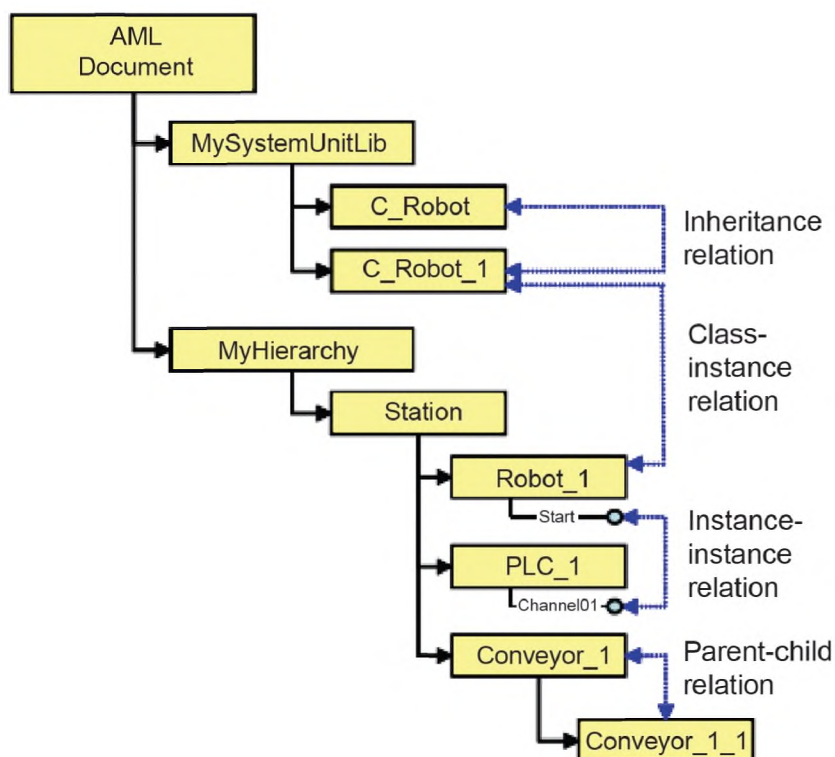 AML
Document
MySystemUnitLib
C_Robot
Inheritance
relation
C_Robot_1
MyHierarchy
Class-
instance
relation
Station
Robot_1
Start
Instance-
instance
relation
PLC_1
Channel01
Conveyor_1
Parent-child
relation
Conveyor_1_1